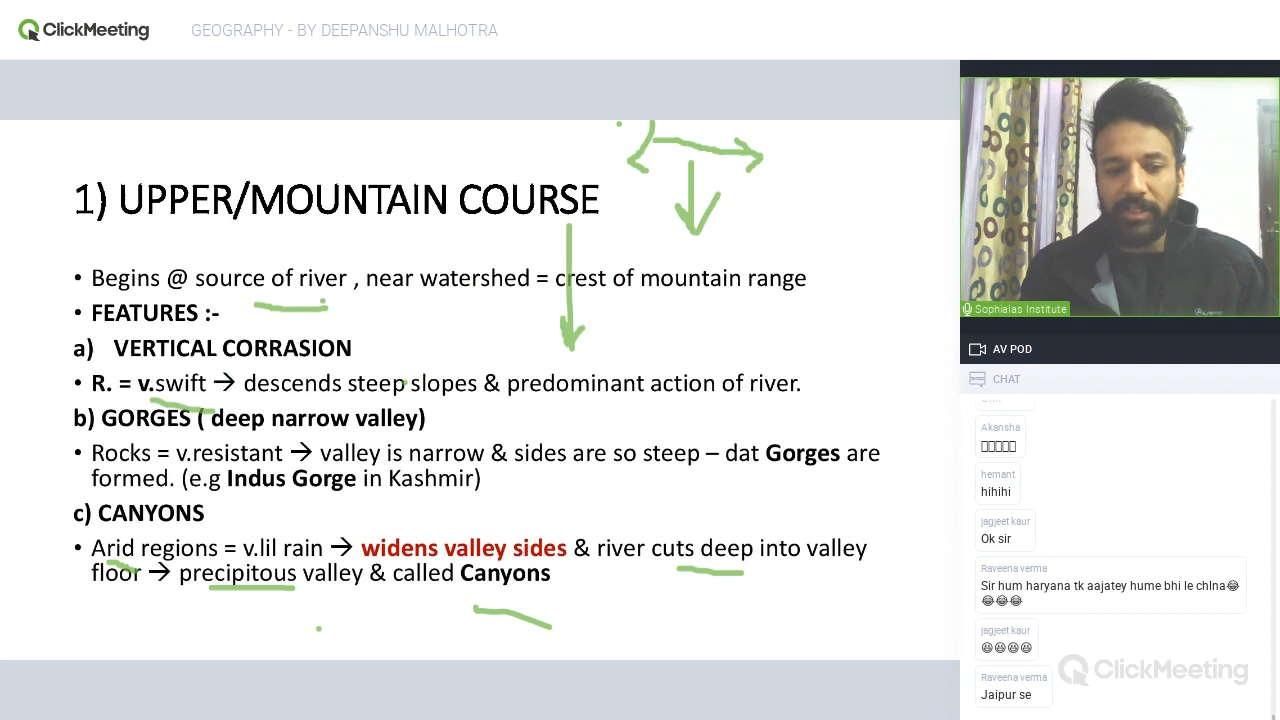 ClickMeeting
GEOGRAPHY - BY DEEPANSHU MALHOTRA
1) UPPER/MOUNTAIN COURSE
• Begins @ source of river , near watershed = crest of mountain range
• FEATURES :-
a) VERTICAL CORRASION
• R. = v.swift → descends steep slopes & predominant action of river.
b) GORGES ( deep narrow valley)
• Rocks = v.resistant → valley is narrow & sides are so steep – dat Gorges are
formed. (e.g Indus Gorge in Kashmir)
c) CANYONS
• Arid regions = v.lil rain → widens valley sides & river cuts deep into valley
floor → precipitous valley & called Canyons
Sophialas Institute
AV POD
CHAT
Akansha
hemant
hihihi
jagjeet kaur
Ok sir
Raveena verma
Sir hum haryana tk aajatey hume bhi le chlna😂
😂😂😂
jagjeet kaur
😆😆😆😆
Raveena verma
Jaipur se
ClickMeeting